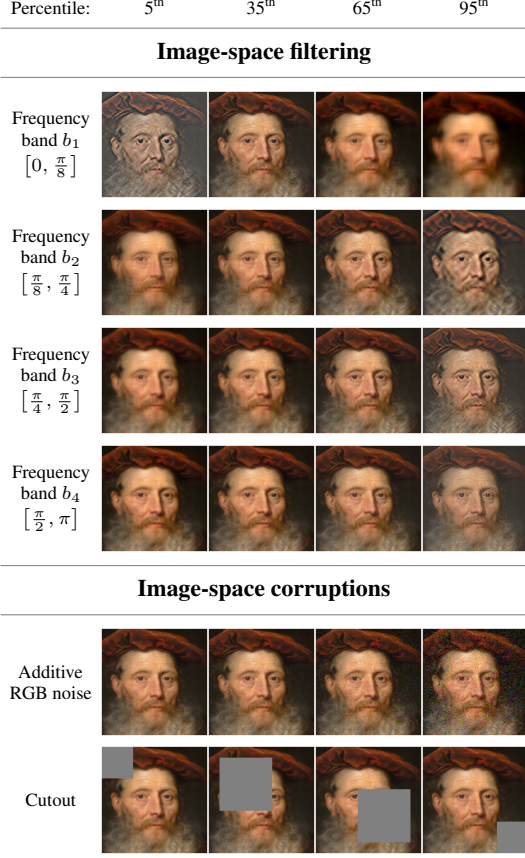 Percentile: 5th 35th 65th 95th
Image-space filtering
Frequency
band b₁
[0, π/8]
Frequency
band b₂
[π/8, π/4]
Frequency
band b₃
[π/4, π/2]
Frequency
band b₄
[π/2, π]
Image-space corruptions
Additive
RGB noise
Cutout